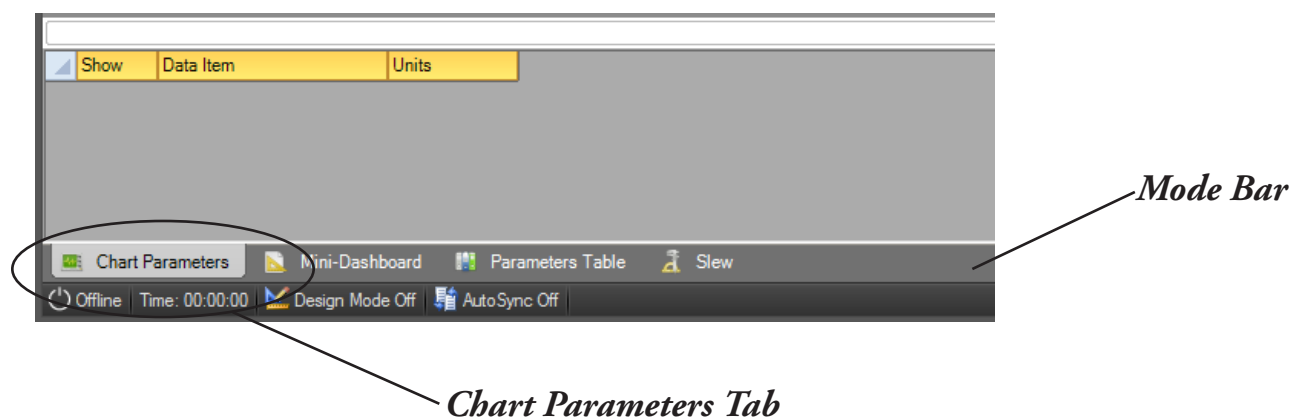 Show Data Item Units
Mode Bar
Chart Parameters Mini-Dashboard Parameters Table Slew
Offline Time: 00:00:00 Design Mode Off AutoSync Off
Chart Parameters Tab